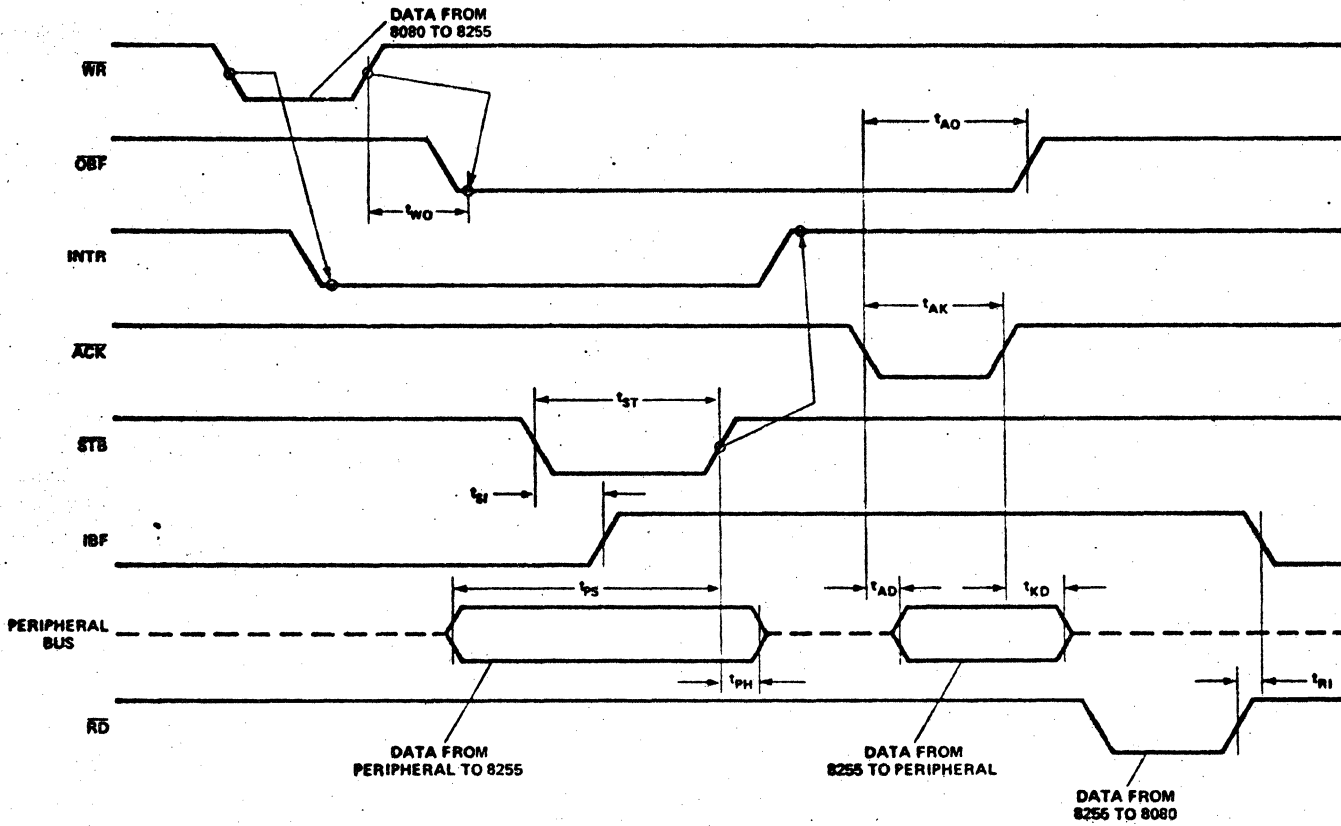 DATA FROM
8080 TO 8255
WR
tAO
OBF
tWO
INTR
tAK
ACK
tST
STB
tSI
IBF
tPS
tAD
tKD
PERIPHERAL
BUS
tPH
tRI
RD
DATA FROM
PERIPHERAL TO 8255
DATA FROM
8255 TO PERIPHERAL
DATA FROM
8255 TO 8080